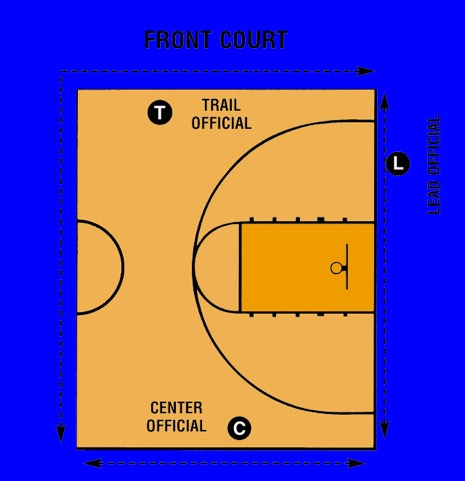 FRONT COURT
T
TRAIL
OFFICIAL
L
LEAD OFFICIAL
CENTER
OFFICIAL
C